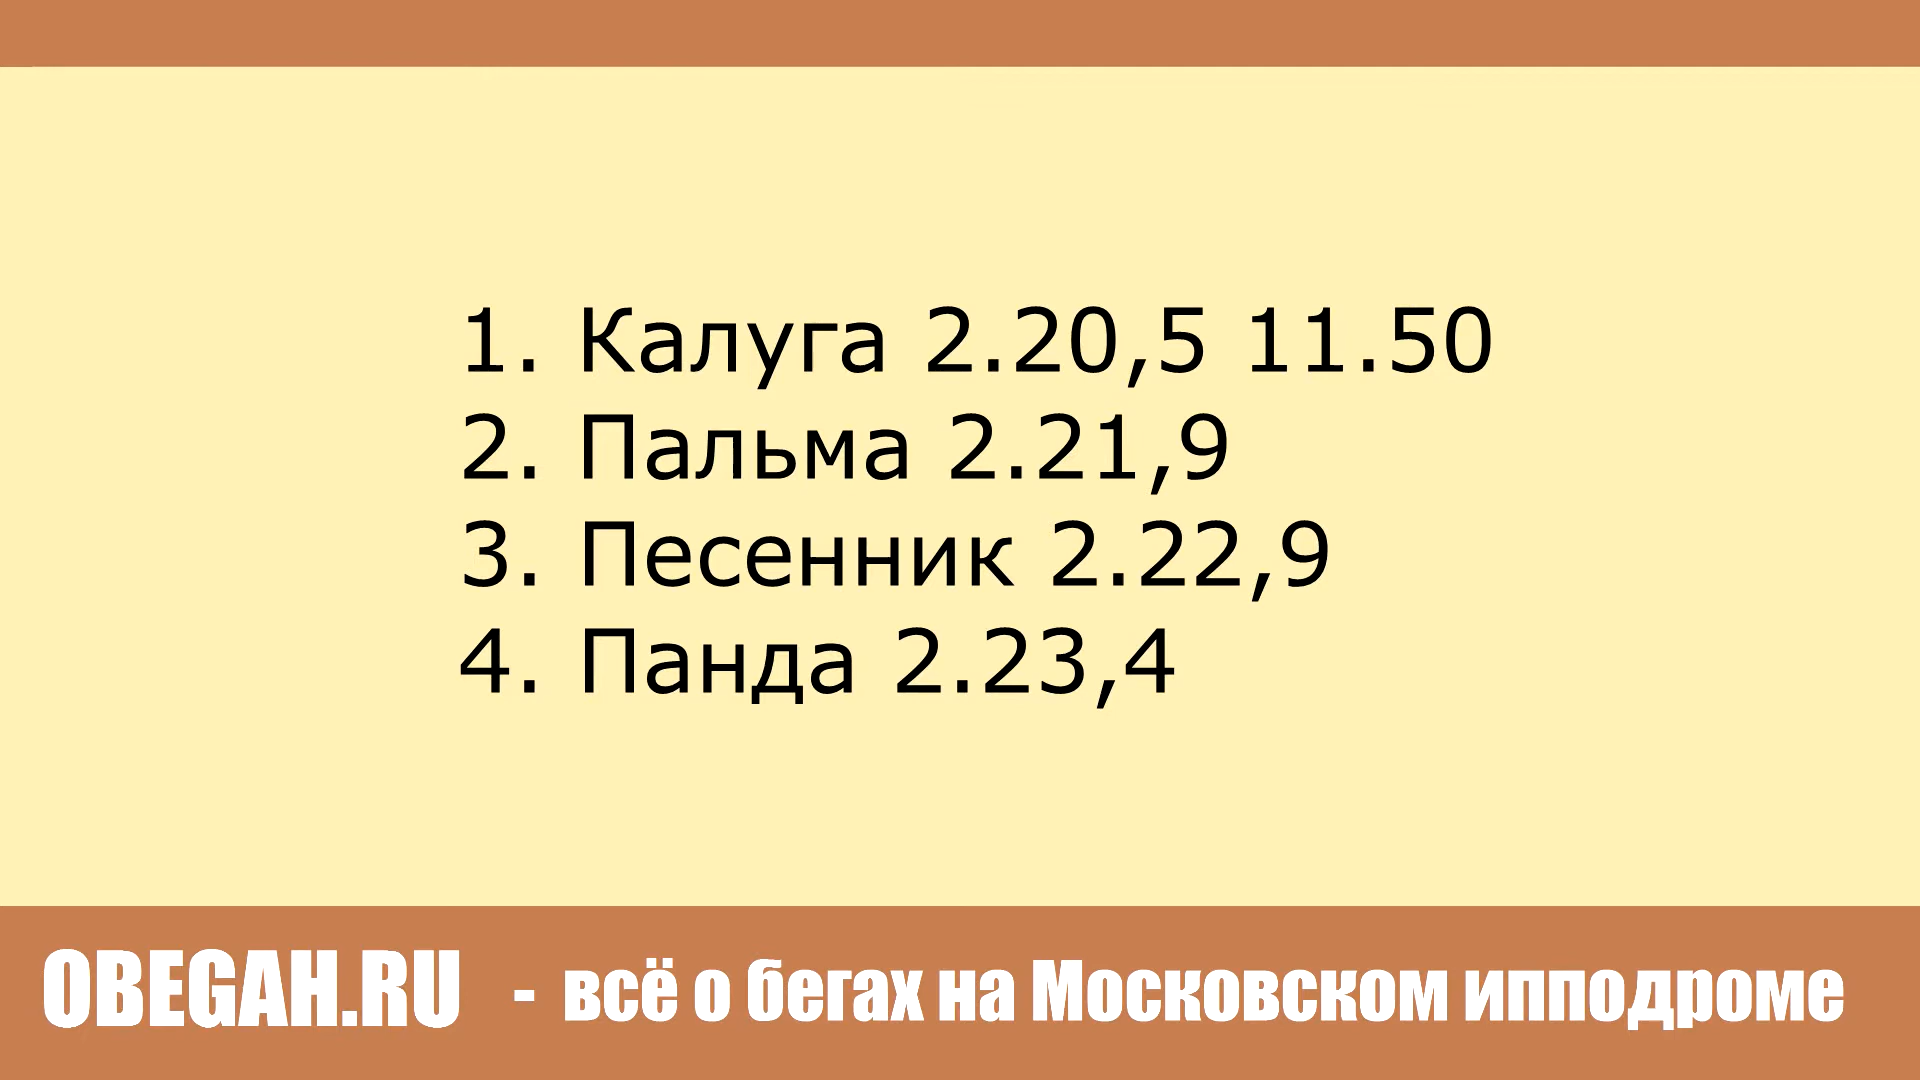 1. Калуга 2.20,5 11.50
2. Пальма 2.21,9
3. Песенник 2.22,9
4. Панда 2.23,4
OBEGAH.RU - всё о бегах на Московском ипподроме